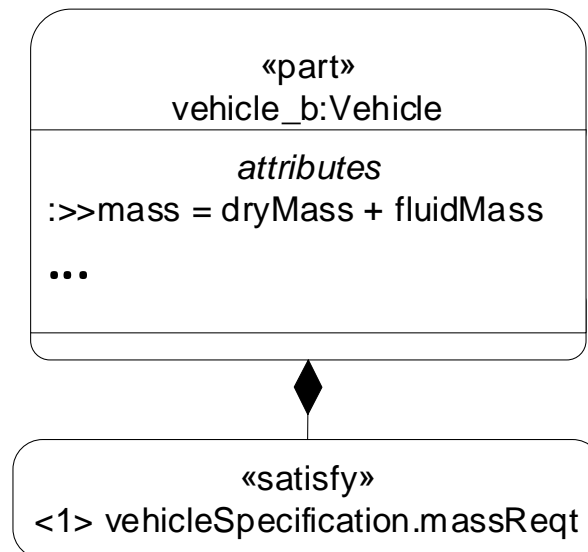 «part»
vehicle_b:Vehicle
attributes
:>>mass = dryMass + fluidMass
...
«satisfy»
<1> vehicleSpecification.massReqt